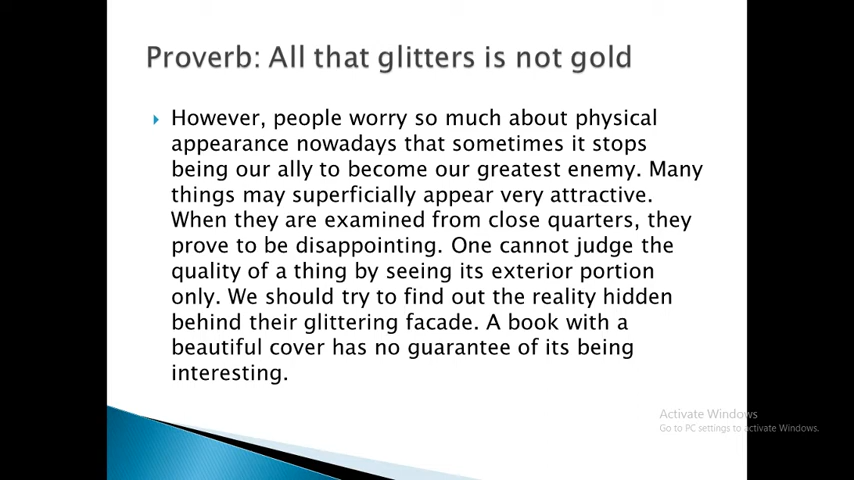 Proverb: All that glitters is not gold
However, people worry so much about physical
appearance nowadays that sometimes it stops
being our ally to become our greatest enemy. Many
things may superficially appear very attractive.
When they are examined from close quarters, they
prove to be disappointing. One cannot judge the
quality of a thing by seeing its exterior portion
only. We should try to find out the reality hidden
behind their glittering facade. A book with a
beautiful cover has no guarantee of its being
interesting.
Activate Windows
Go to PC settings to activate Windows.